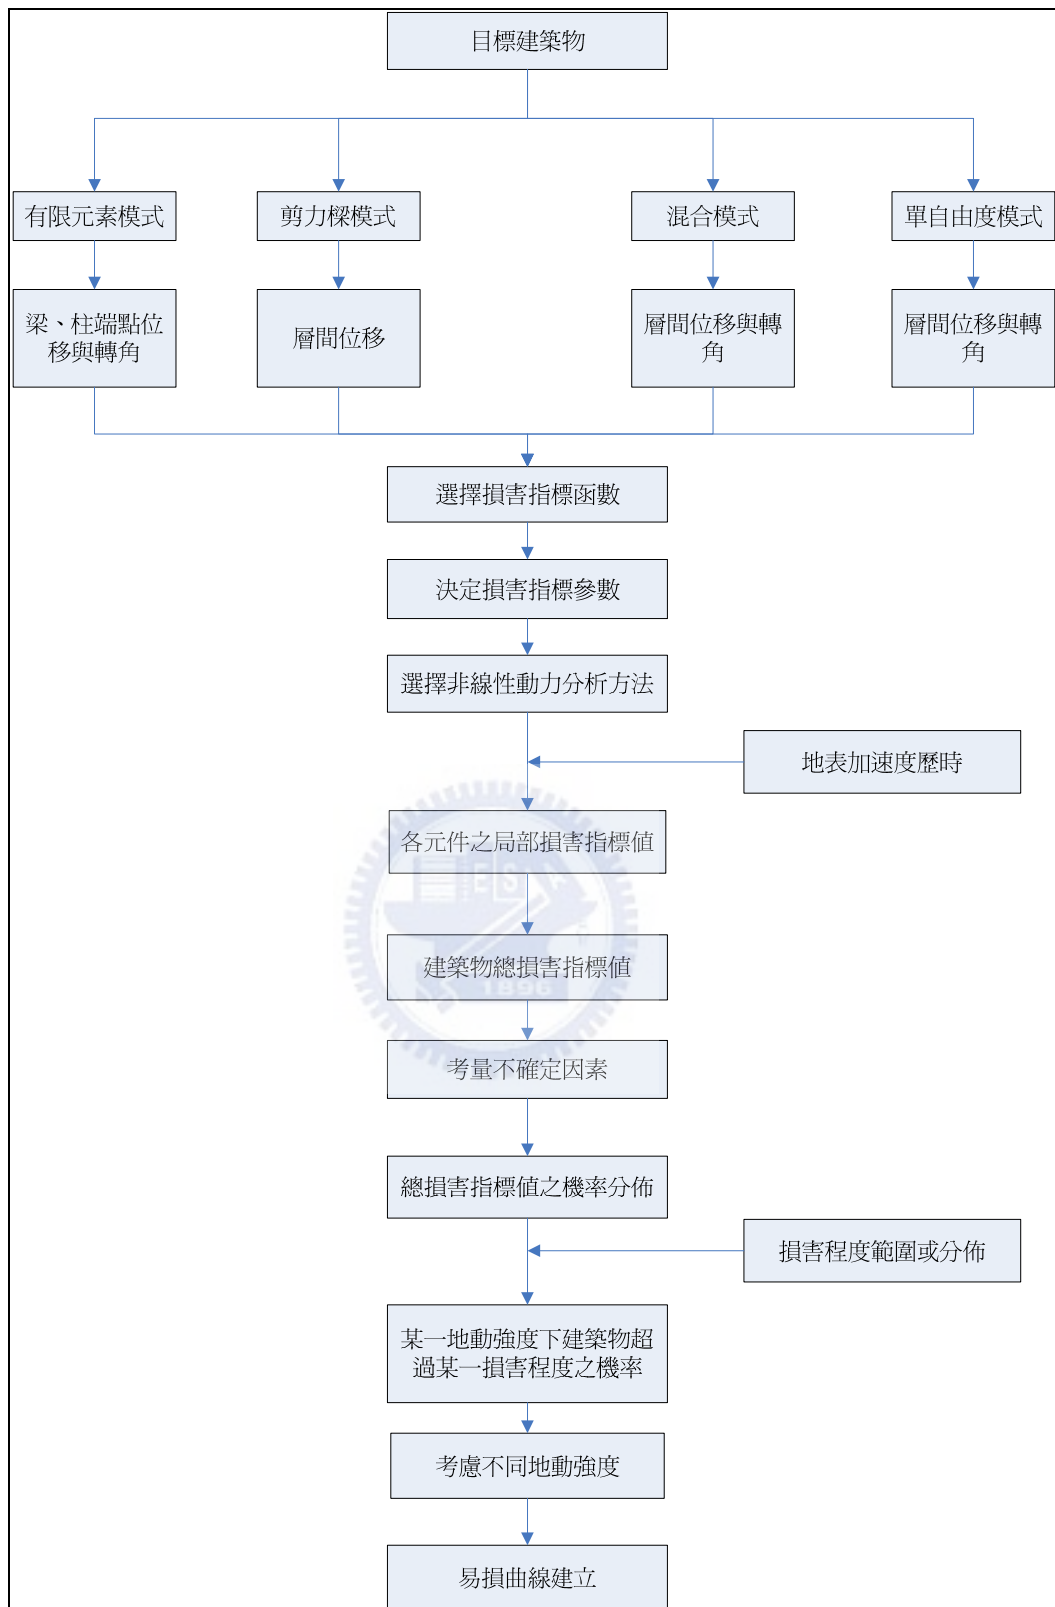 目標建築物
有限元素模式
剪力樑模式
混合模式
單自由度模式
梁、柱端點位
移與轉角
層間位移
層間位移與轉
角
層間位移與轉
角
選擇損害指標函數
決定損害指標參數
選擇非線性動力分析方法
地表加速度歷時
各元件之局部損害指標值
ESA
建築物總損害指標值
1896
考量不確定因素
總損害指標值之機率分佈
損害程度範圍或分佈
某一地動強度下建築物超
過某一損害程度之機率
考慮不同地動強度
易損曲線建立